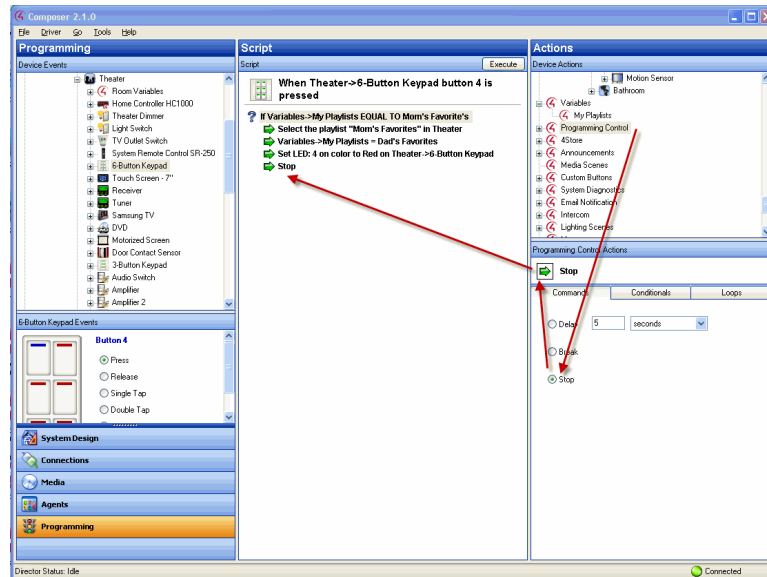 Composer 2.1.0
File Driver Go Tools Help
Programming
Device Events
Theater
Room Variables
Home Controller HC1000
Theater Dimmer
Light Switch
TV Outlet Switch
System Remote Control SR-250
6-Button Keypad
Touch Screen - 7"
Receiver
Tuner
Samsung TV
DVD
Motorized Screen
Door Contact Sensor
3-Button Keypad
Audio Switch
Amplifier
Amplifier 2
6-Button Keypad Events
Button 4
Press
Release
Single Tap
Double Tap
System Design
Connections
Media
Agents
Programming
Director Status: Idle
Script
Script Execute
When Theater->6-Button Keypad button 4 is
pressed
If Variables->My Playlists EQUAL TO Mom's Favorite's
Select the playlist "Mom's Favorites" in Theater
Variables->My Playlists = Dad's Favorites
Set LED: 4 on color to Red on Theater->6-Button Keypad
Stop
Actions
Device Actions
Motion Sensor
Bathroom
Variables
My Playlists
Programming Control
4Store
Announcements
Media Scenes
Custom Buttons
System Diagnostics
Email Notification
Intercom
Lighting Scenes
Programming Control Actions
Stop
Commands Conditionals Loops
Delay 5 seconds
Break
Stop
Connected